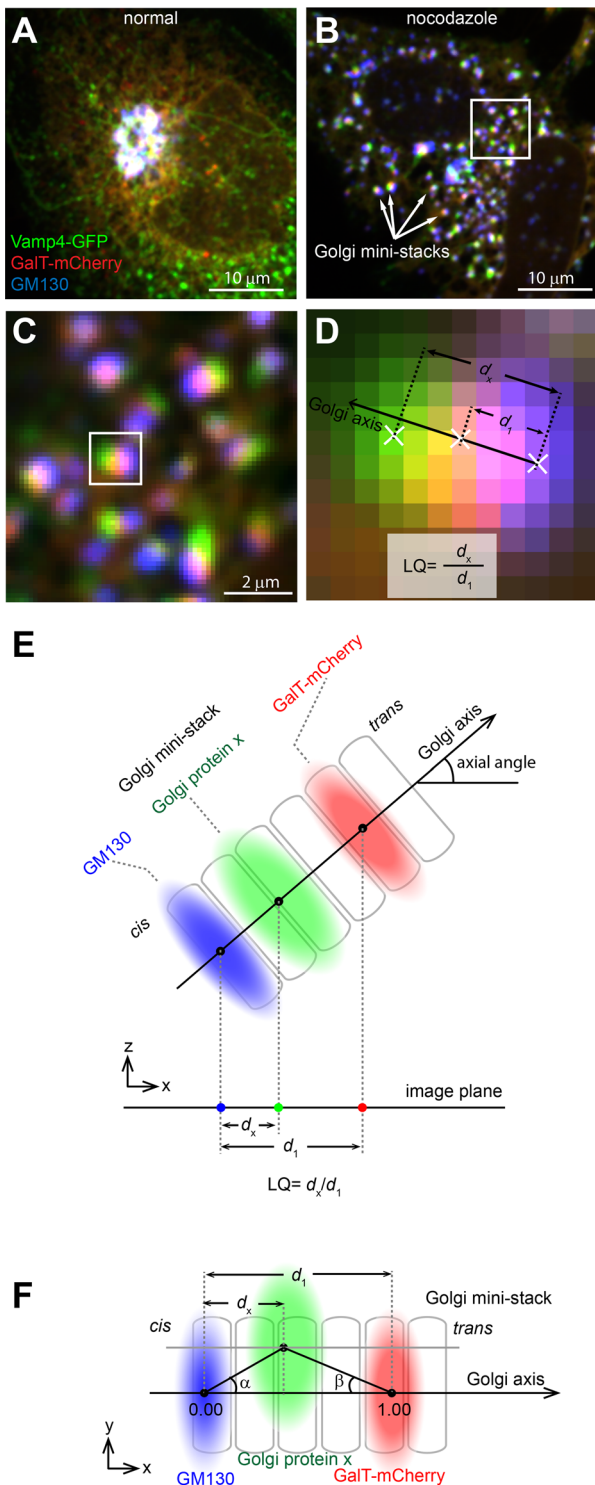 A
normal
Vamp4-GFP
GalT-mCherry
GM130
10 μm
B
nocodazole
Golgi mini-stacks
10 μm
C
2 μm
D
dx
d1
Golgi axis
LQ= dx
d1
E
GalT-mCherry
Golgi mini-stack
Golgi protein x
GM130
trans
Golgi axis
axial angle
cis
z
x
image plane
dx
d1
LQ= dx/d1
F
d1
dx
Golgi mini-stack
cis
trans
α
β
Golgi axis
0.00
1.00
y
x
Golgi protein x
GM130
GalT-mCherry